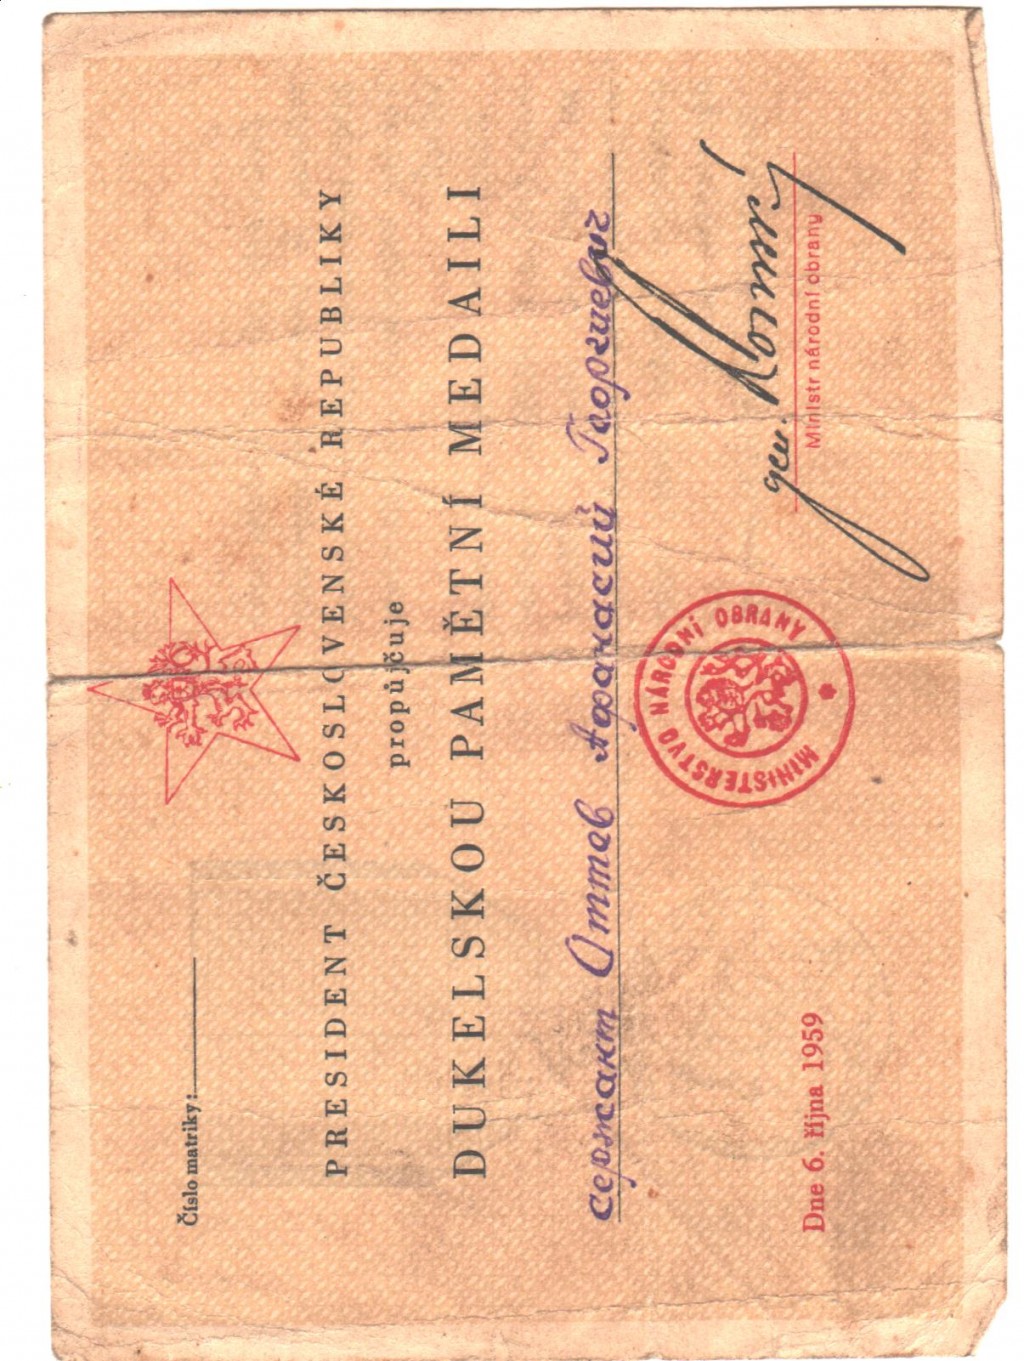 Číslo matriky:
PRESIDENT ČESKOSLOVENSKÉ REPUBLIKY
propůjčuje
DUKELSKOU PAMĚTNÍ MEDAILI
сержант Оттев Афанасий Георгиевич
MINISTERSTVO NÁRODNÍ OBRANY
gen. Lomský
Dne 6. října 1959
Ministr národní obrany